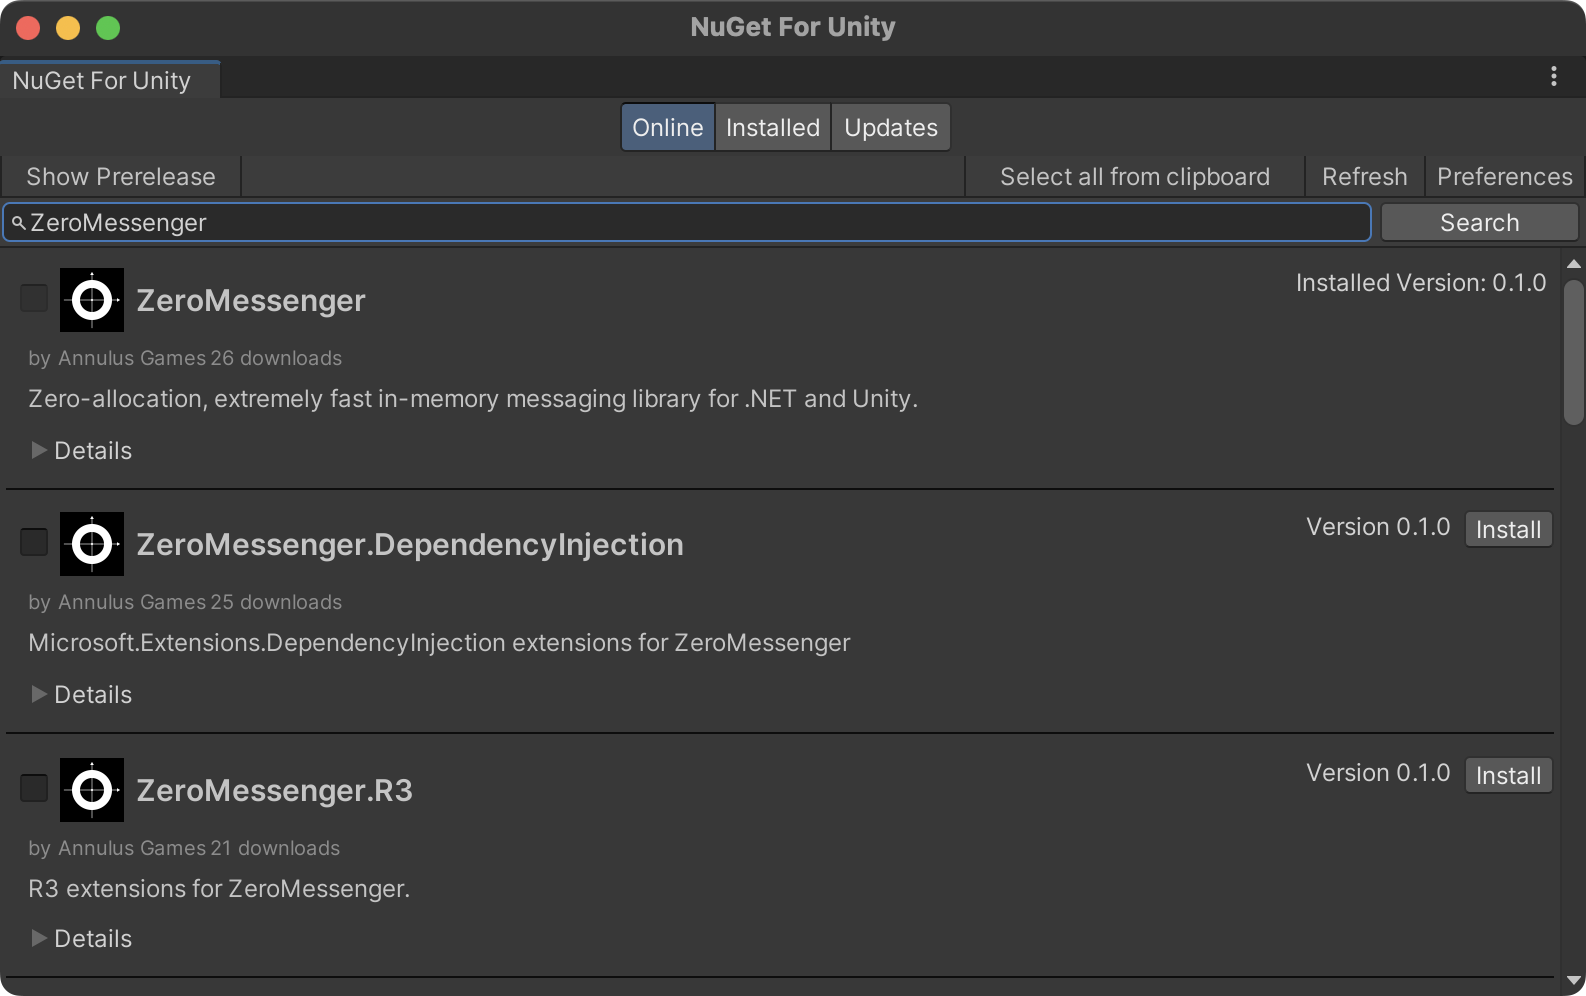 NuGet For Unity
NuGet For Unity
Online Installed Updates
Show Prerelease Select all from clipboard Refresh Preferences
ZeroMessenger Search
ZeroMessenger Installed Version: 0.1.0
by Annulus Games 26 downloads
Zero-allocation, extremely fast in-memory messaging library for .NET and Unity.
Details
ZeroMessenger.DependencyInjection Version 0.1.0 Install
by Annulus Games 25 downloads
Microsoft.Extensions.DependencyInjection extensions for ZeroMessenger
Details
ZeroMessenger.R3 Version 0.1.0 Install
by Annulus Games 21 downloads
R3 extensions for ZeroMessenger.
Details